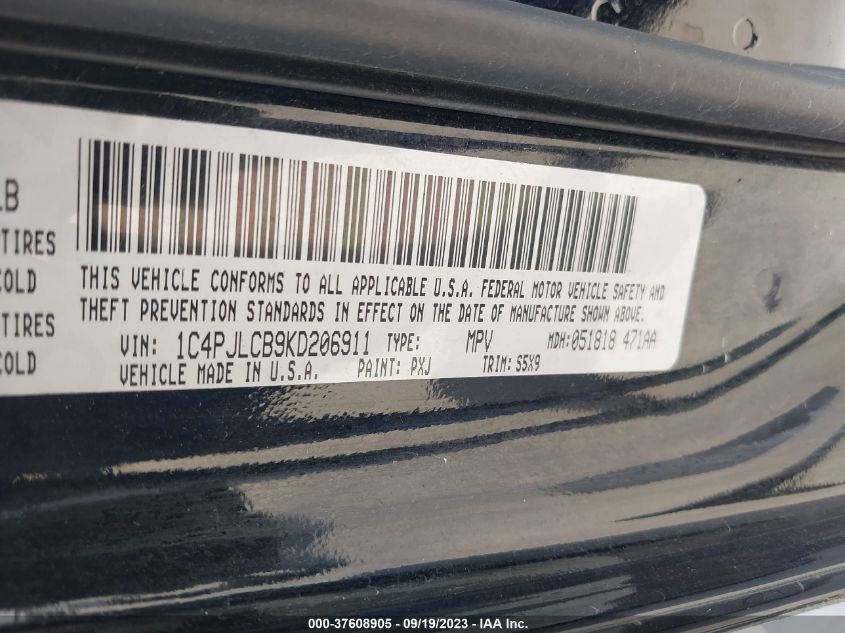 LB
TIRES
COLD
TIRES
COLD
THIS VEHICLE CONFORMS TO ALL APPLICABLE U.S.A. FEDERAL MOTOR VEHICLE SAFETY AND
THEFT PREVENTION STANDARDS IN EFFECT ON THE DATE OF MANUFACTURE SHOWN ABOVE.
VIN: 1C4PJLCB9KD206911 TYPE: MPV MDH: 051818 471AA
VEHICLE MADE IN U.S.A. PAINT: PXJ TRIM: S5X9
000-37608905 - 09/19/2023 - IAA Inc.